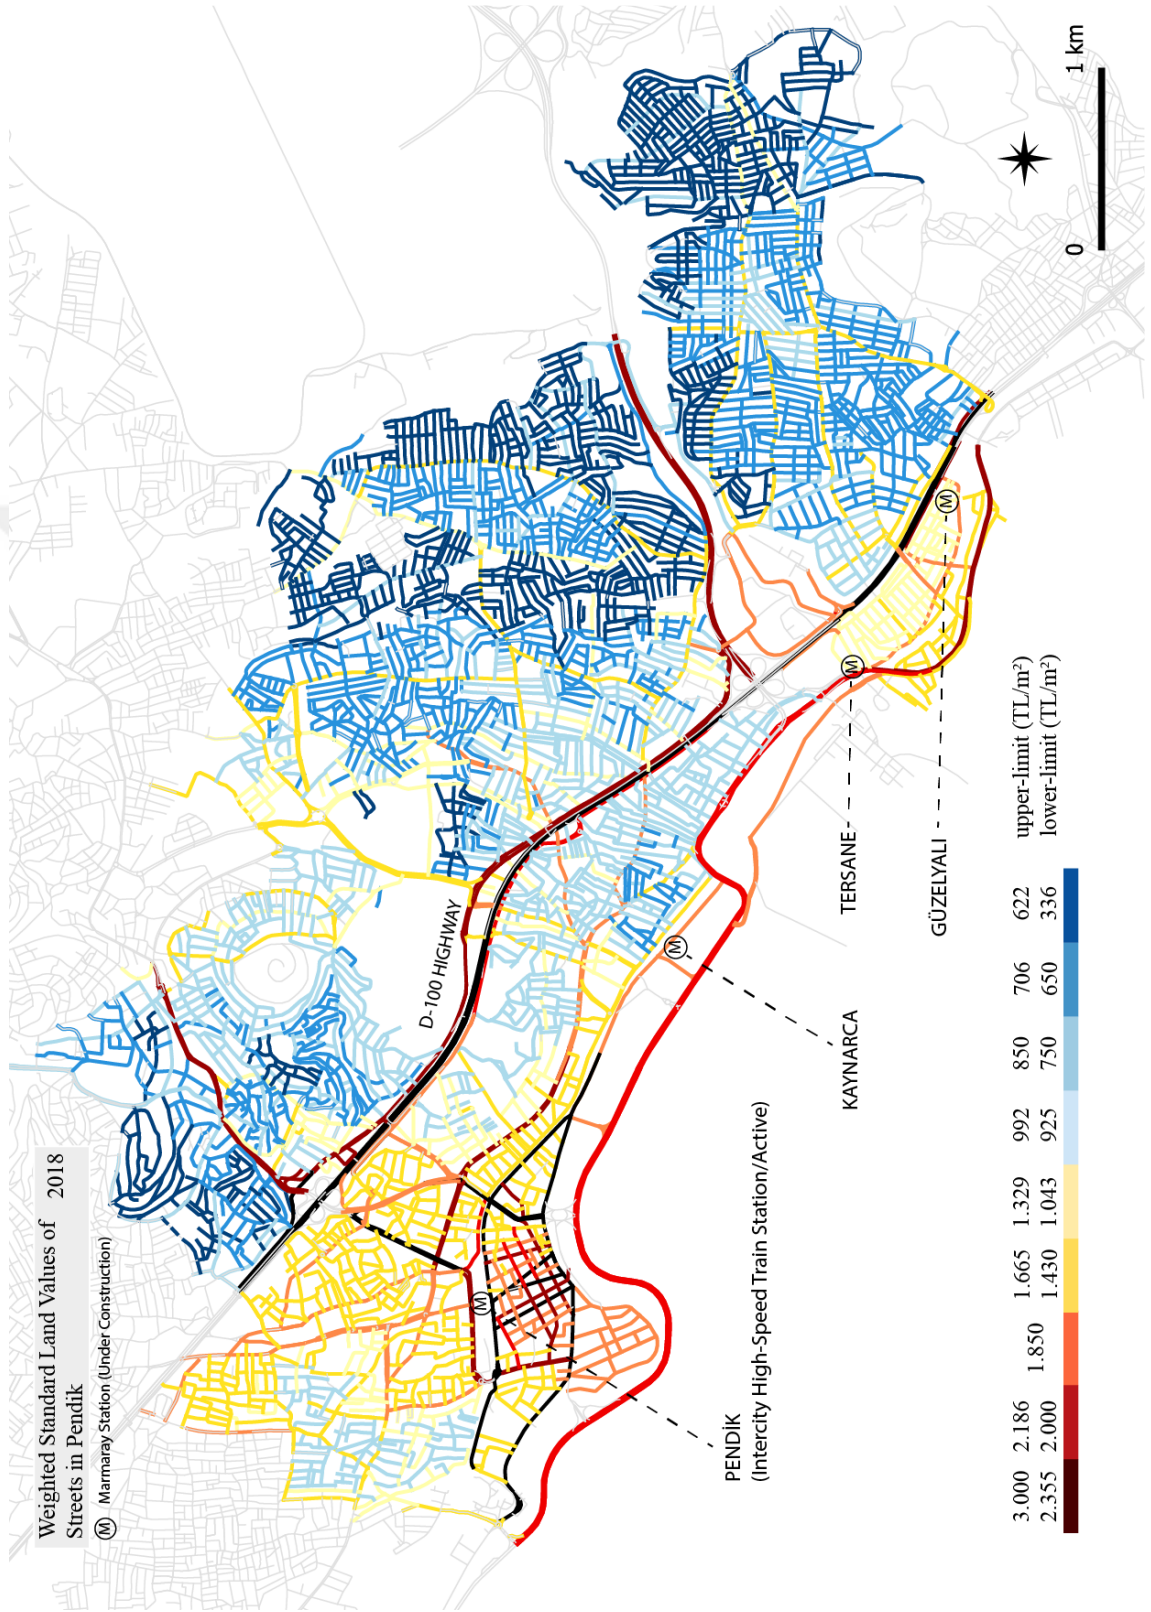 Weighted Standard Land Values of
Streets in Pendik 2018
M Marmaray Station (Under Construction)
D-100 HIGHWAY
M
M
M
M
PENDİK
(Intercity High-Speed Train Station/Active)
KAYNARCA
TERSANE
GÜZELYALI
3.000 2.186 1.850 1.665 1.329 992 850 706 622 upper-limit (TL/m²)
2.355 2.000 1.430 1.043 925 750 650 336 lower-limit (TL/m²)
0 1 km